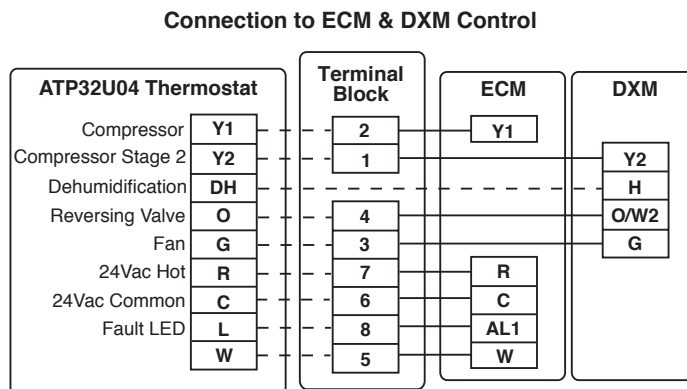 Connection to ECM & DXM Control
ATP32U04 Thermostat
Terminal
Block
ECM
DXM
Compressor Y1 2 Y1
Compressor Stage 2 Y2 1 Y2
Dehumidification DH H
Reversing Valve O 4 O/W2
Fan G 3 G
24Vac Hot R 7 R
24Vac Common C 6 C
Fault LED L 8 AL1
W 5 W